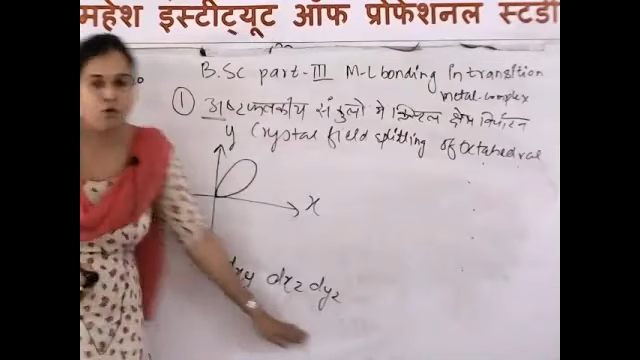 महेश इंस्टीट्यूट ऑफ प्रोफेशनल स्टडी
B.Sc part-III M-L bonding in transition
metal-complex
① अष्टफलकीय संकुलो में क्रिस्टल क्षेत्र विपाटन
y Crystal field splitting of Octahedral
x
dxy dxz dyz